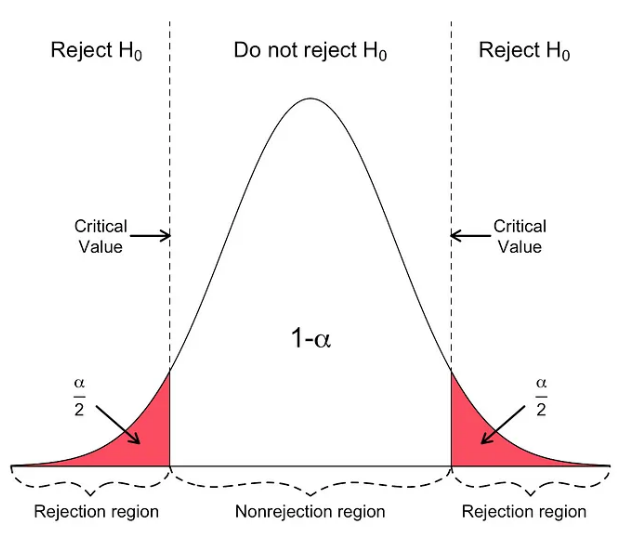 Reject H₀
Do not reject H₀
Reject H₀
Critical
Value
Critical
Value
1-α
α
2
α
2
Rejection region
Nonrejection region
Rejection region